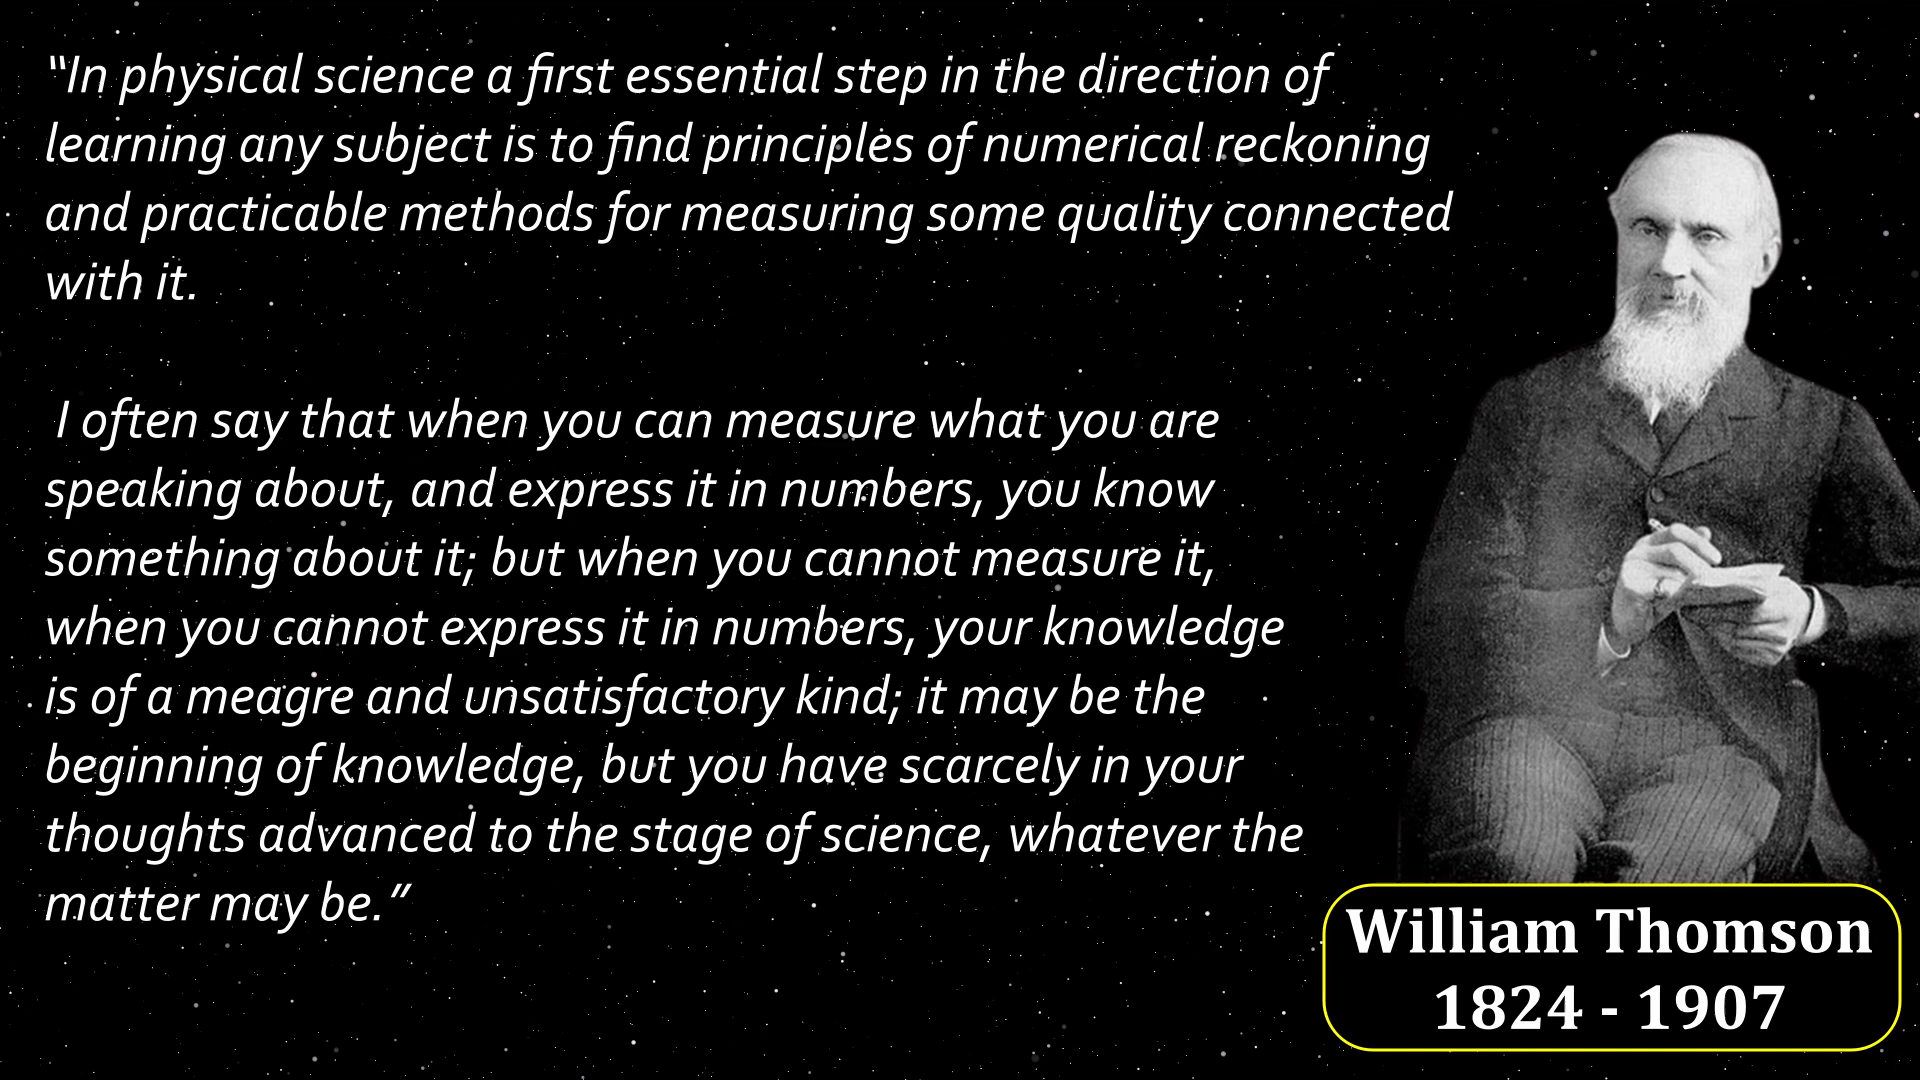 “In physical science a first essential step in the direction of
learning any subject is to find principles of numerical reckoning
and practicable methods for measuring some quality connected
with it.
I often say that when you can measure what you are
speaking about, and express it in numbers, you know
something about it; but when you cannot measure it,
when you cannot express it in numbers, your knowledge
is of a meagre and unsatisfactory kind; it may be the
beginning of knowledge, but you have scarcely in your
thoughts advanced to the stage of science, whatever the
matter may be.”
William Thomson
1824 - 1907